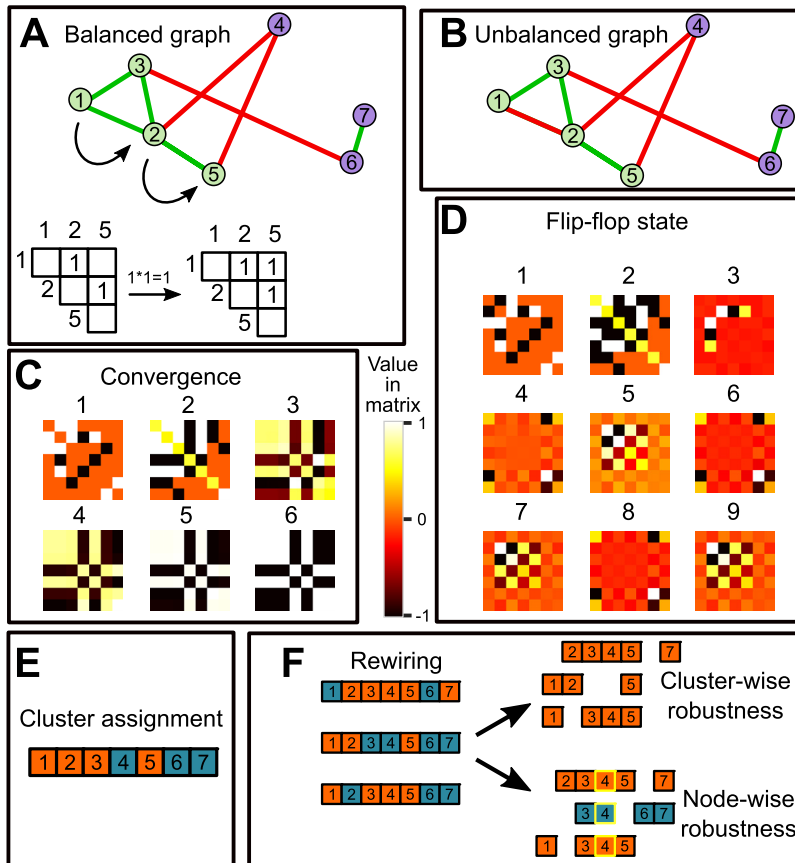 A Balanced graph
4
3
1
2
7
6
5
1 2 5
1 1
2 1
5
1*1=1
1 2 5
1 1 1
2 1
5
B Unbalanced graph
4
3
1
7
2
6
5
C Convergence
1 2 3
4 5 6
Value
in
matrix
1
0
-1
D Flip-flop state
1 2 3
4 5 6
7 8 9
E
Cluster assignment
1 2 3 4 5 6 7
F Rewiring
1 2 3 4 5 6 7
1 2 3 4 5 6 7
1 2 3 4 5 6 7
2 3 4 5 7
1 2 5
1 3 4 5
Cluster-wise
robustness
2 3 4 5 7
3 4 6 7
1 3 4 5
Node-wise
robustness